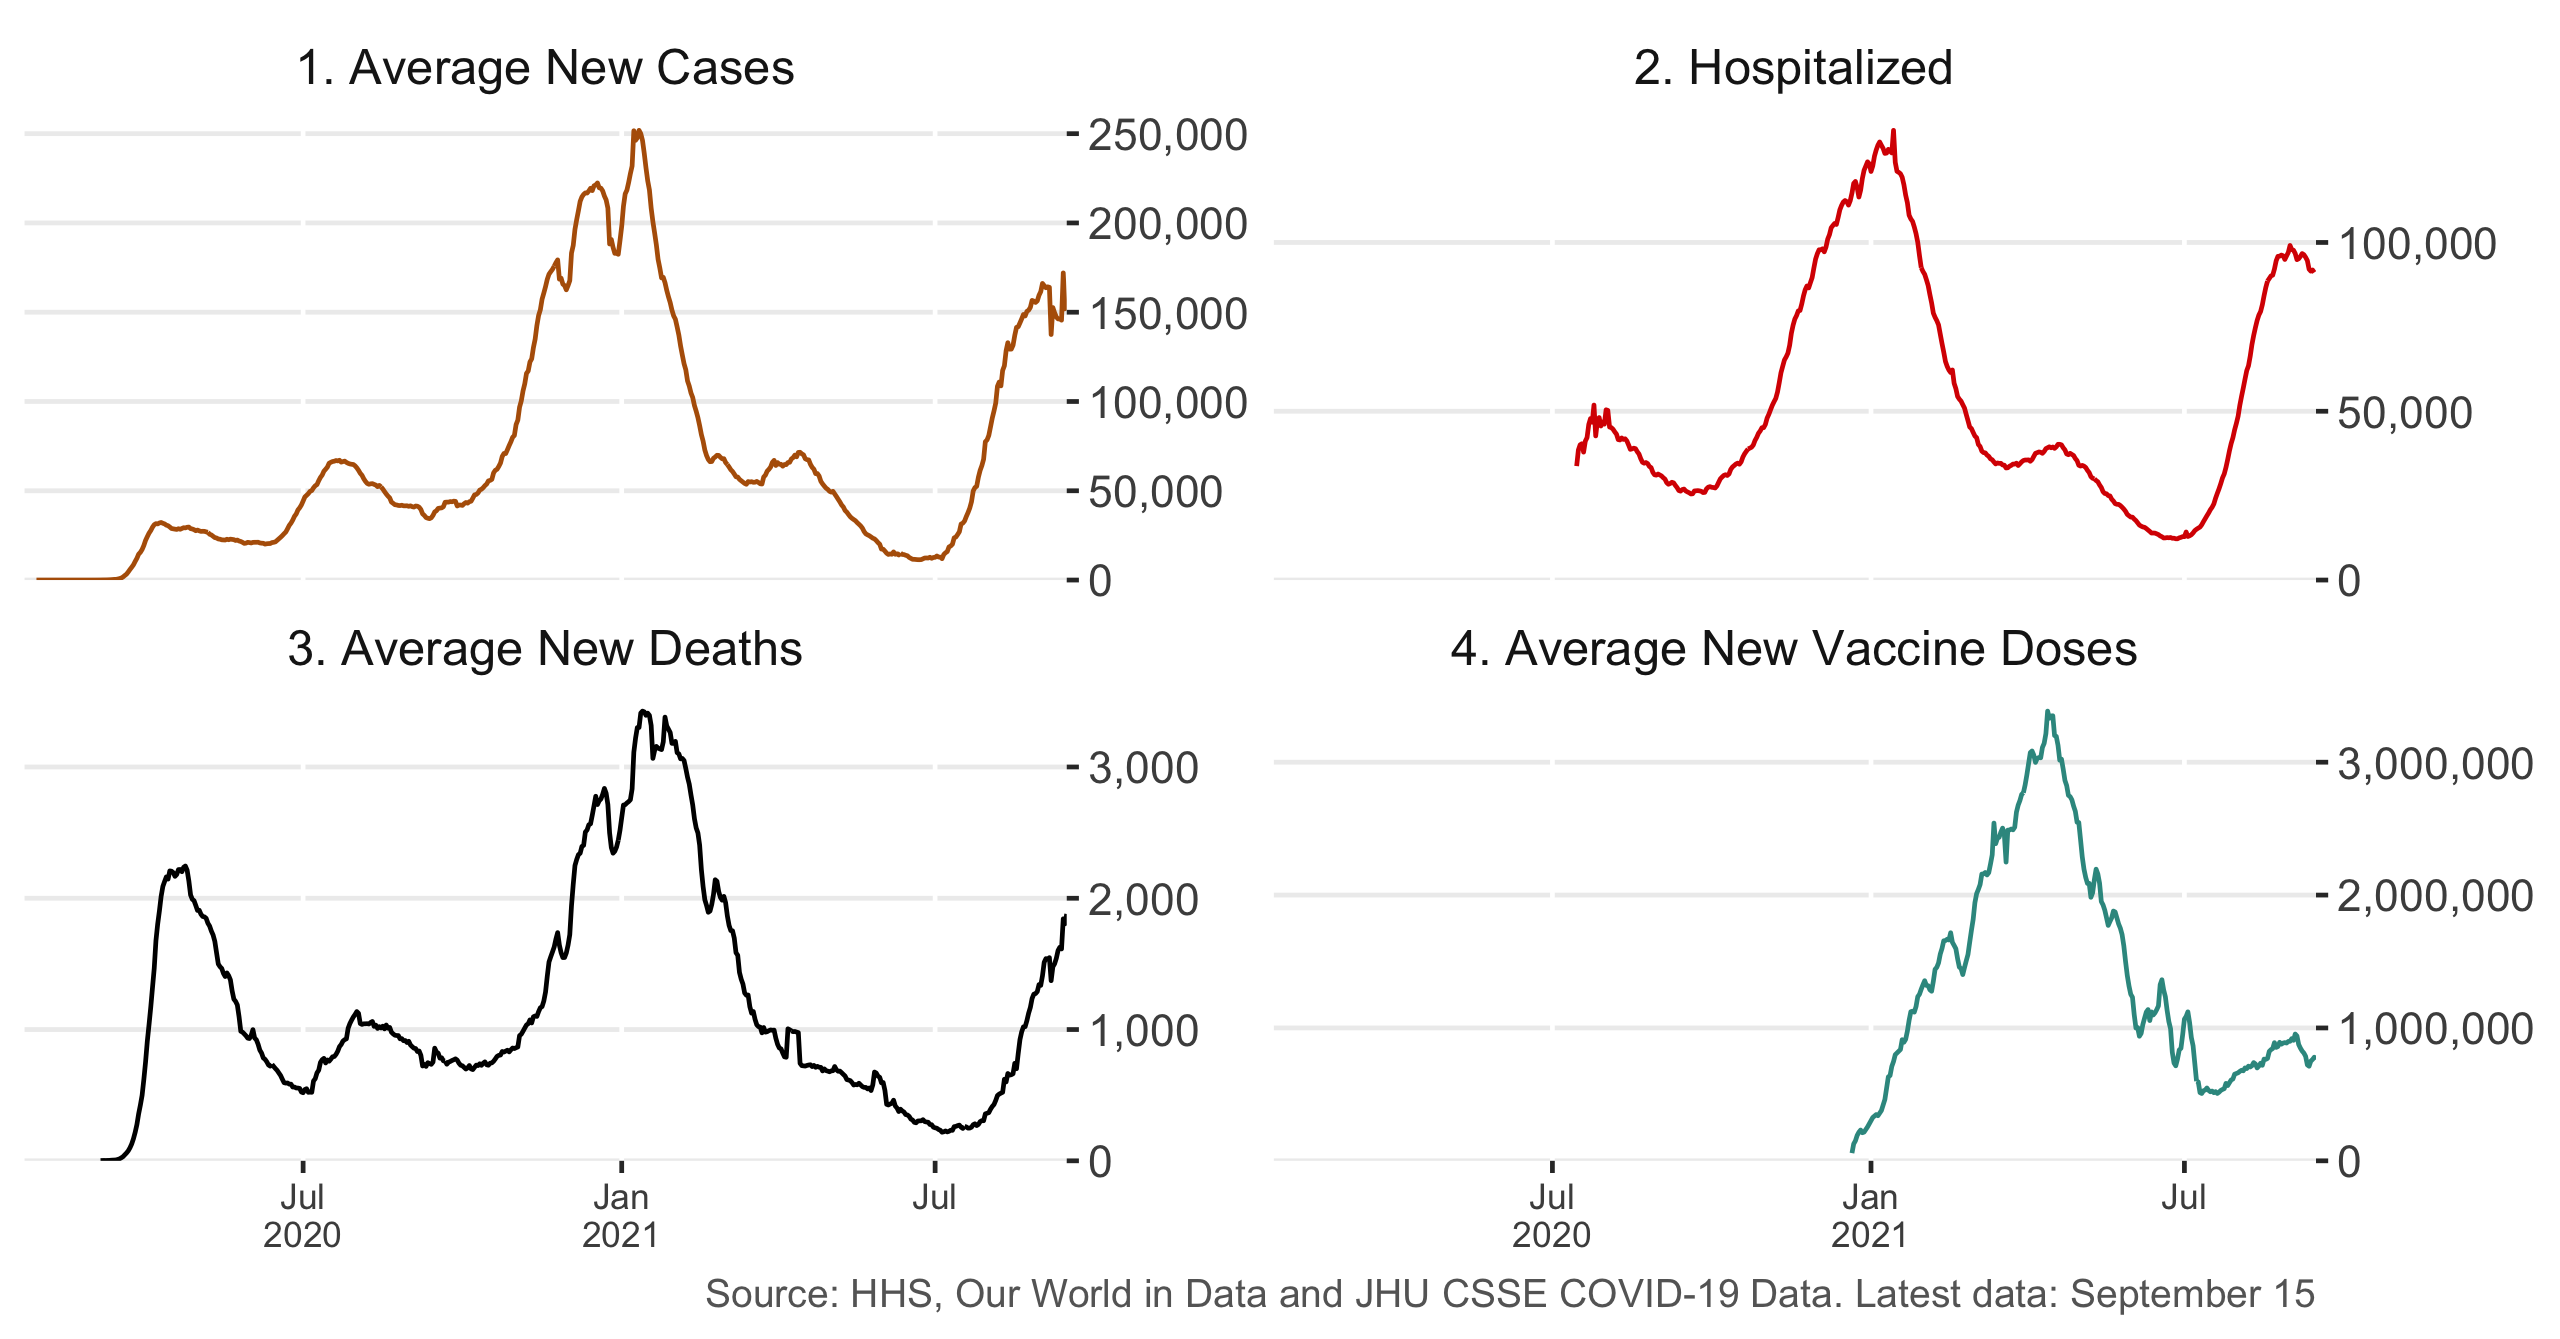 1. Average New Cases
250,000
200,000
150,000
100,000
50,000
0
2. Hospitalized
100,000
50,000
0
3. Average New Deaths
3,000
2,000
1,000
0
Jul
2020
Jan
2021
Jul
4. Average New Vaccine Doses
3,000,000
2,000,000
1,000,000
0
Jul
2020
Jan
2021
Jul
Source: HHS, Our World in Data and JHU CSSE COVID-19 Data. Latest data: September 15